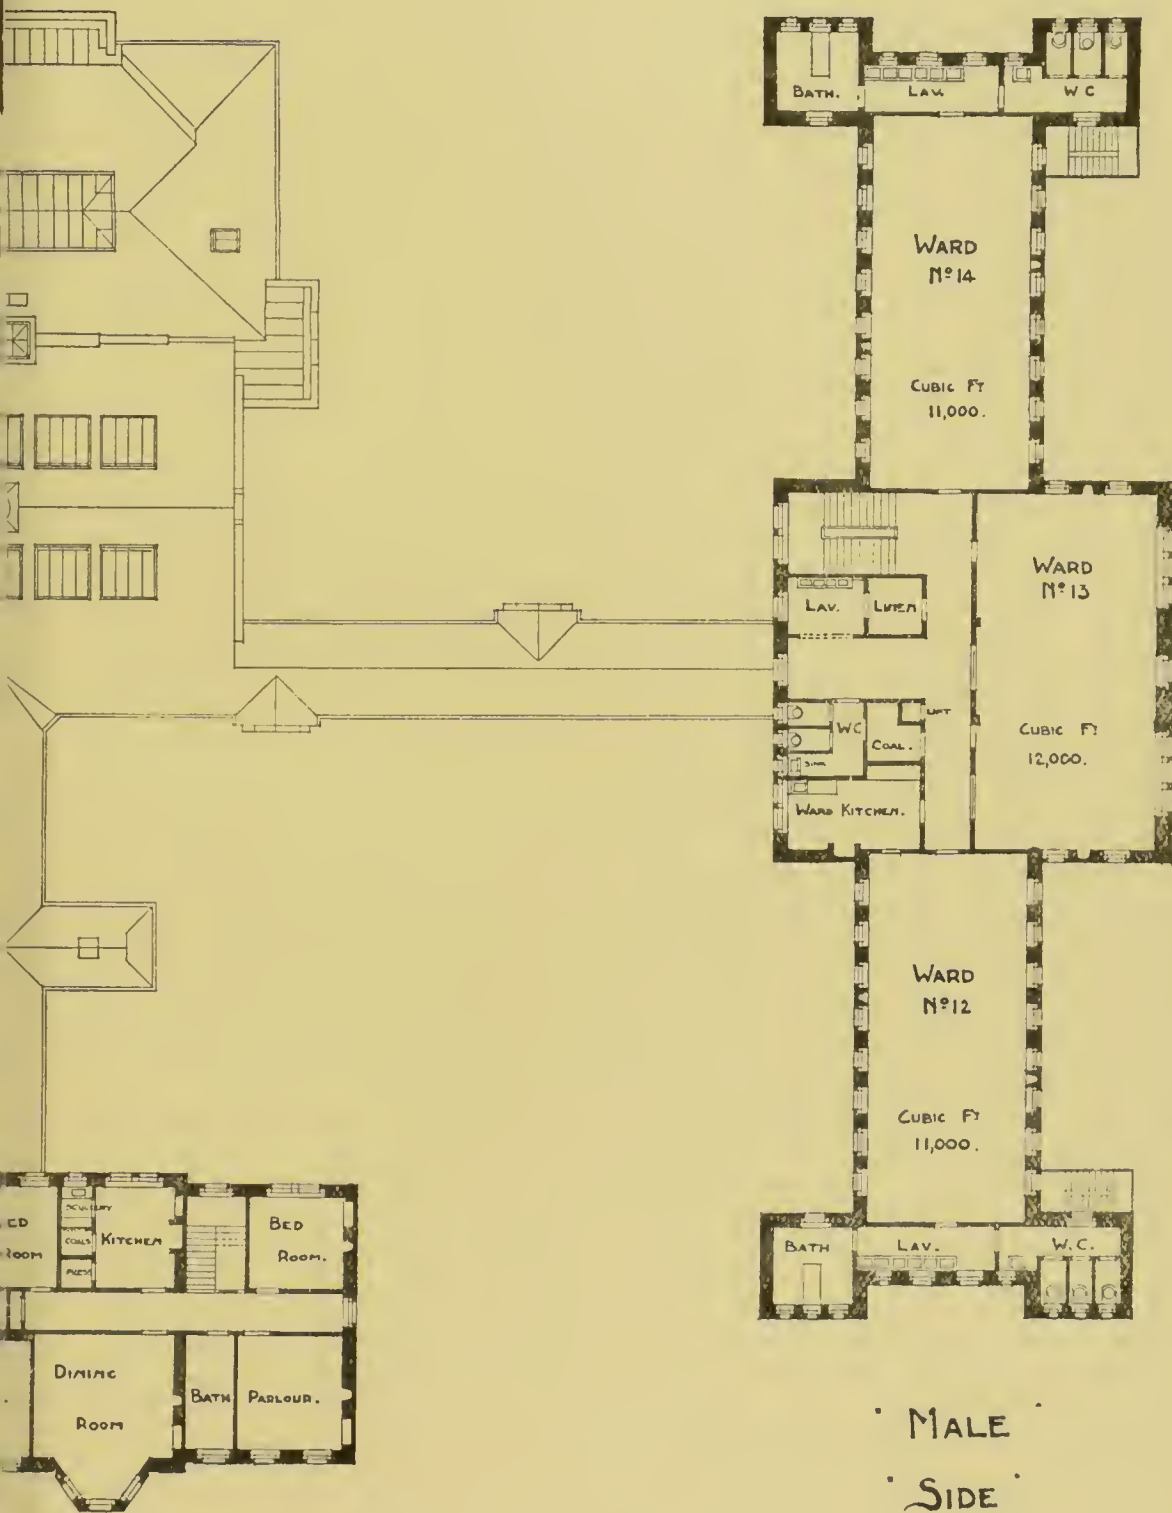 BATH.
LAV.
W C
WARD
Nº 14
CUBIC FT
11,000.
WARD
Nº 13
LAV.
LINEN
LIFT
WC
COAL.
SINK
CUBIC FT
12,000.
WARD KITCHEN.
WARD
Nº 12
CUBIC FT
11,000.
SCULLERY
ED
ROOM
COALS
KITCHEN
PRESS
BED
ROOM.
BATH
LAV.
W.C.
DINING
ROOM
BATH
PARLOUR.
MALE
SIDE